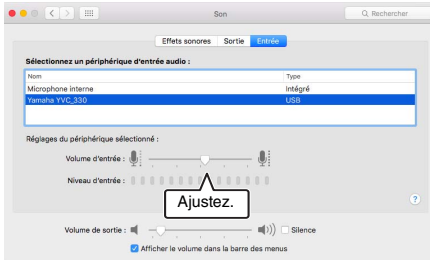 Son
Rechercher
Effets sonores Sortie Entrée
Sélectionnez un périphérique d'entrée audio :
Nom Type
Microphone interne Intégré
Yamaha YVC_330 USB
Réglages du périphérique sélectionné :
Volume d'entrée :
Niveau d'entrée :
Ajustez.
?
Volume de sortie : Silence
Afficher le volume dans la barre des menus